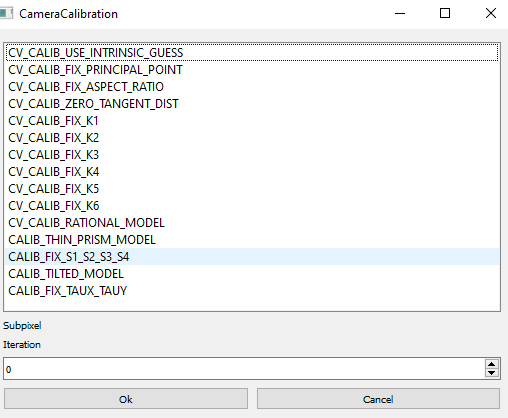 CameraCalibration
CV_CALIB_USE_INTRINSIC_GUESS
CV_CALIB_FIX_PRINCIPAL_POINT
CV_CALIB_FIX_ASPECT_RATIO
CV_CALIB_ZERO_TANGENT_DIST
CV_CALIB_FIX_K1
CV_CALIB_FIX_K2
CV_CALIB_FIX_K3
CV_CALIB_FIX_K4
CV_CALIB_FIX_K5
CV_CALIB_FIX_K6
CV_CALIB_RATIONAL_MODEL
CALIB_THIN_PRISM_MODEL
CALIB_FIX_S1_S2_S3_S4
CALIB_TILTED_MODEL
CALIB_FIX_TAUX_TAUY
Subpixel
Iteration
0
Ok Cancel